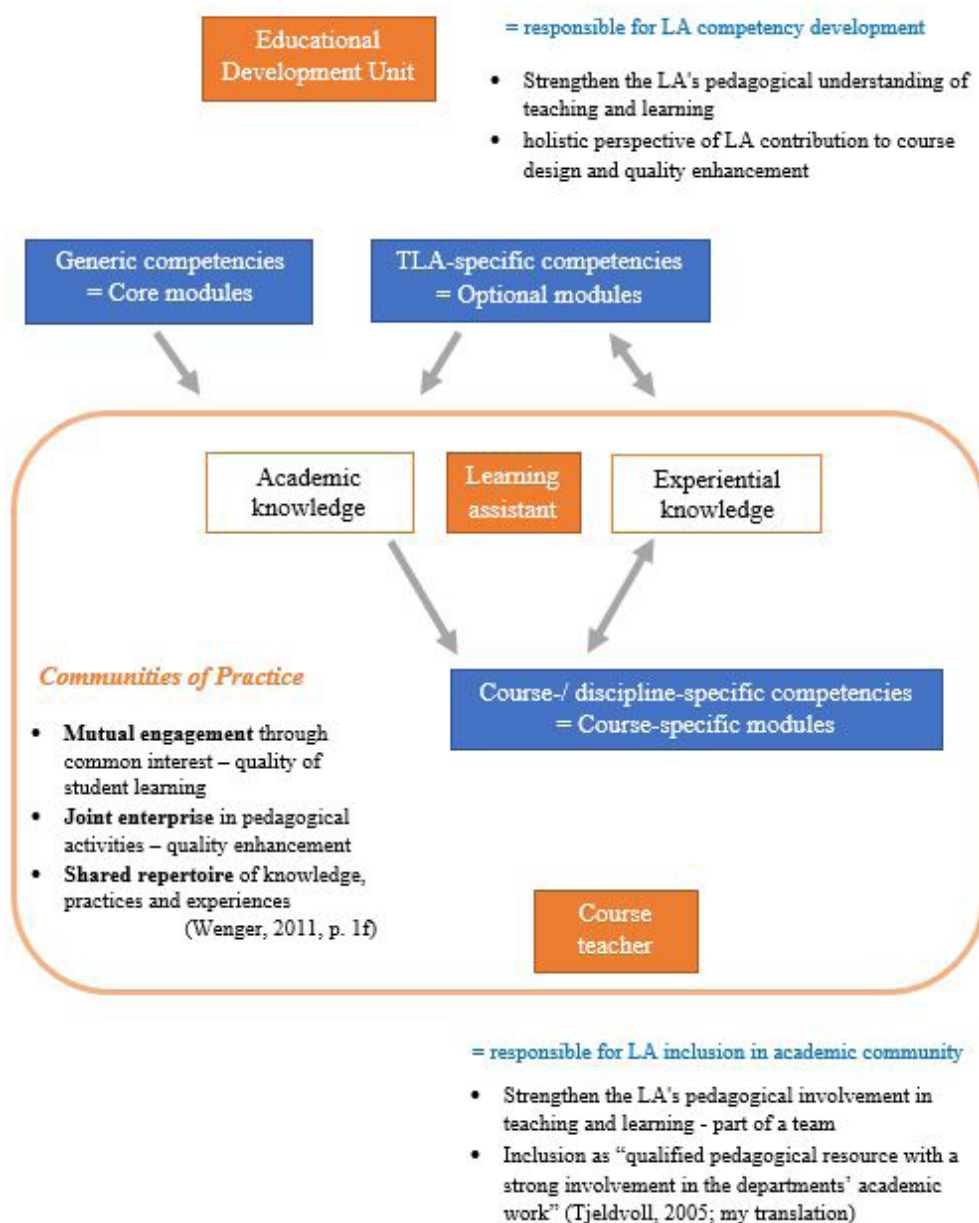 Educational
Development Unit
= responsible for LA competency development
• Strengthen the LA's pedagogical understanding of
teaching and learning
• holistic perspective of LA contribution to course
design and quality enhancement
Generic competencies
= Core modules
TLA-specific competencies
= Optional modules
Academic
knowledge
Learning
assistant
Experiential
knowledge
Communities of Practice
• Mutual engagement through
common interest – quality of
student learning
• Joint enterprise in pedagogical
activities – quality enhancement
• Shared repertoire of knowledge,
practices and experiences
(Wenger, 2011, p. 1f)
Course-/ discipline-specific competencies
= Course-specific modules
Course
teacher
= responsible for LA inclusion in academic community
• Strengthen the LA's pedagogical involvement in
teaching and learning - part of a team
• Inclusion as “qualified pedagogical resource with a
strong involvement in the departments’ academic
work” (Tjeldvoll, 2005; my translation)